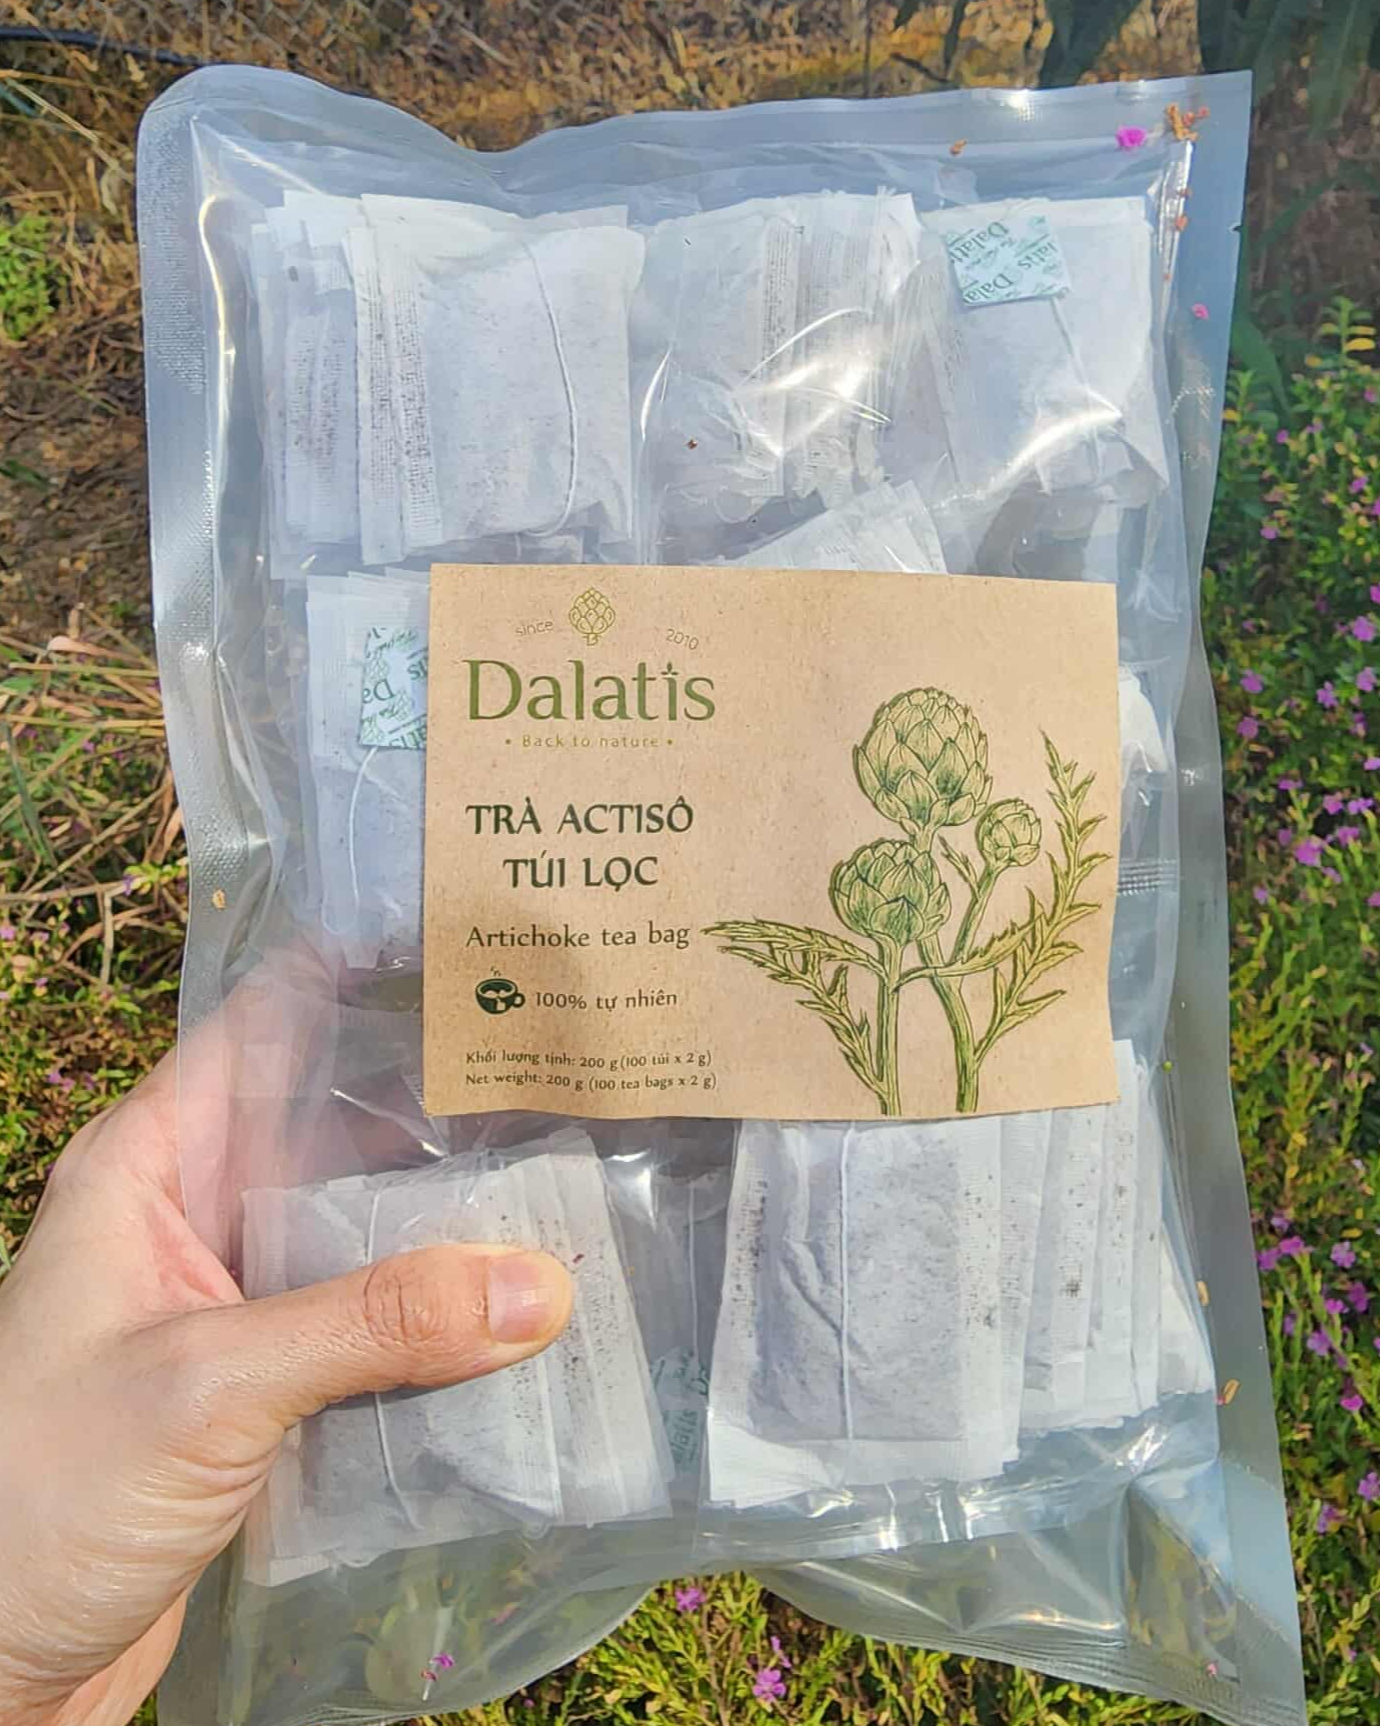 Dalatis
since
2010
Dalatis
• Back to nature •
TRÀ ACTISÔ
TÚI LỌC
Artichoke tea bag
100% tự nhiên
Khối lượng tịnh: 200 g (100 túi x 2 g)
Net weight: 200 g (100 tea bags x 2 g)